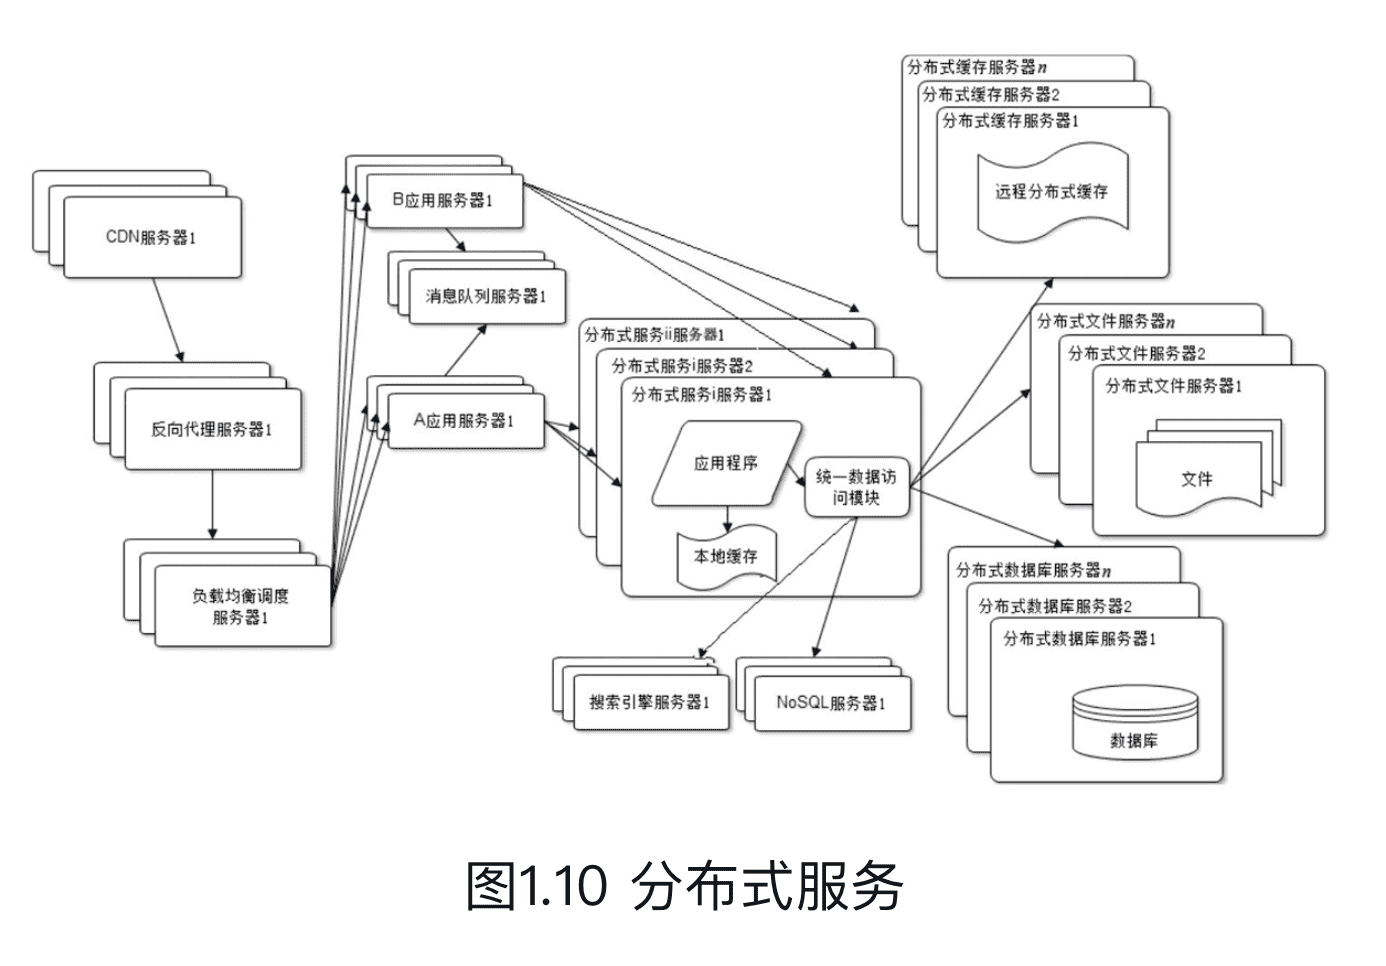 分布式缓存服务器n
分布式缓存服务器2
分布式缓存服务器1
远程分布式缓存
B应用服务器1
CDN服务器1
消息队列服务器1
分布式文件服务器n
分布式文件服务器2
分布式文件服务器1
文件
分布式服务ii服务器1
分布式服务i服务器2
分布式服务i服务器1
A应用服务器1
反向代理服务器1
应用程序
统一数据访
问模块
本地缓存
负载均衡调度
服务器1
分布式数据库服务器n
分布式数据库服务器2
分布式数据库服务器1
数据库
搜索引擎服务器1
NoSQL服务器1
图1.10 分布式服务